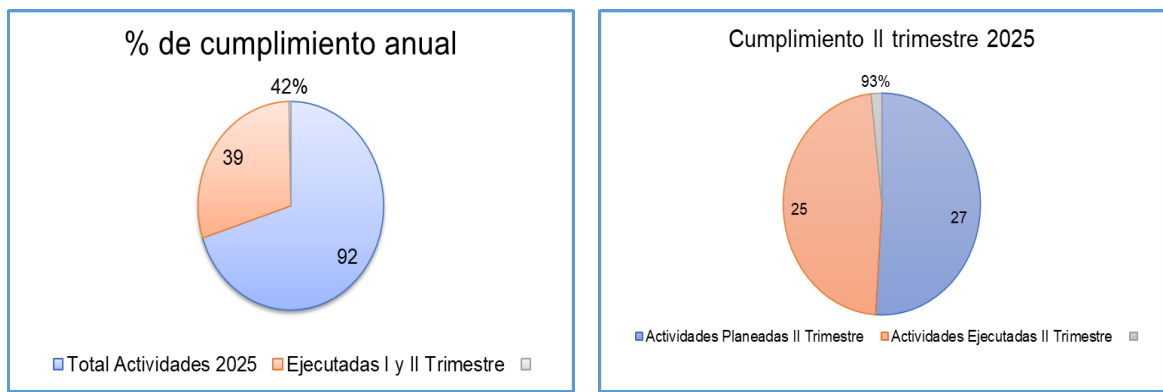 % de cumplimiento anual
42%
39
92
Total Actividades 2025 Ejecutadas I y II Trimestre
Cumplimiento II trimestre 2025
93%
25
27
Actividades Planeadas II Trimestre Actividades Ejecutadas II Trimestre